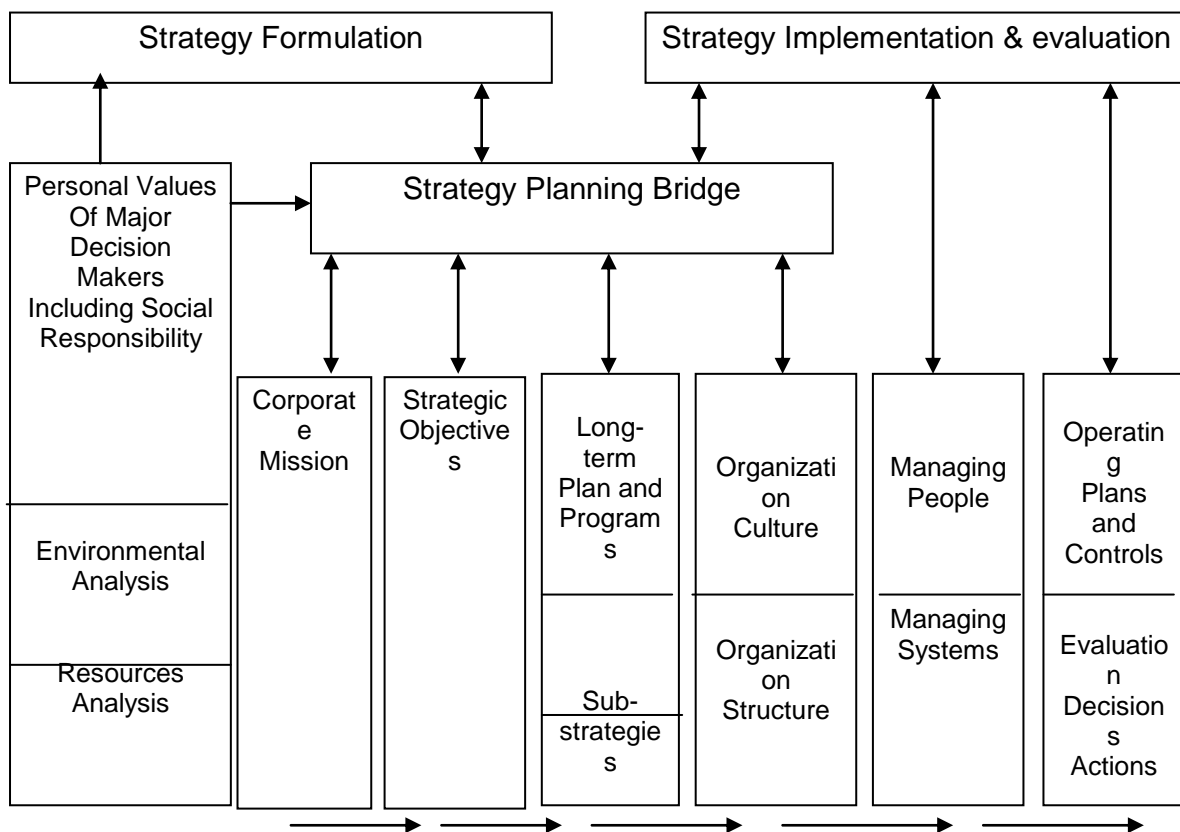 Strategy Formulation
Strategy Implementation & evaluation
Strategy Planning Bridge
Personal Values
Of Major
Decision
Makers
Including Social
Responsibility
Environmental
Analysis
Resources
Analysis
Corporat
e
Mission
Strategic
Objective
s
Long-
term
Plan and
Program
s
Sub-
strategie
s
Organizati
on
Culture
Organizati
on
Structure
Managing
People
Managing
Systems
Operatin
g
Plans
and
Controls
Evaluatio
n
Decision
s
Actions